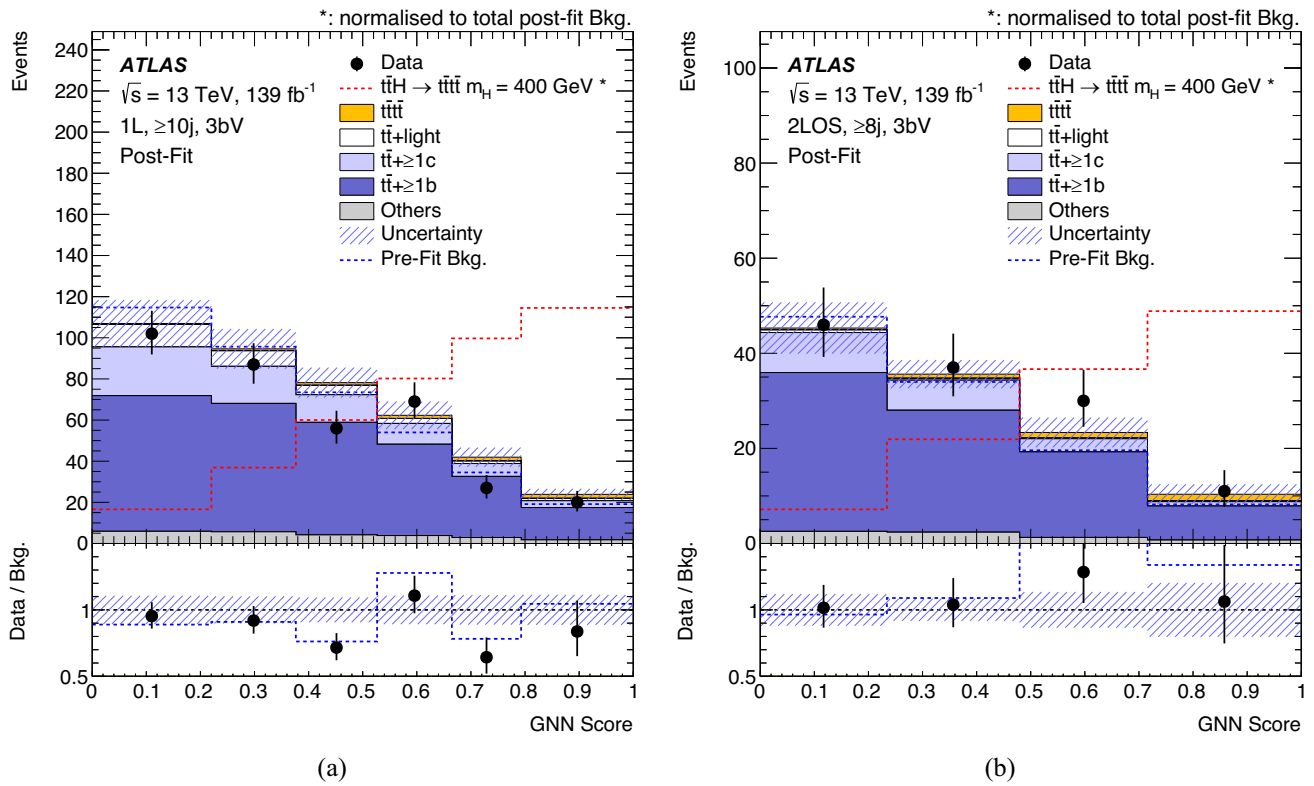 *: normalised to total post-fit Bkg.
Events
240
220
200
180
160
140
120
100
80
60
40
20
0
ATLAS
√s = 13 TeV, 139 fb⁻¹
1L, ≥10j, 3bV
Post-Fit
Data
tt̄H → tt̄tt̄ m_H = 400 GeV *
tt̄tt̄
tt̄+light
tt̄+≥1c
tt̄+≥1b
Others
Uncertainty
Pre-Fit Bkg.
Data / Bkg.
1
0.5
0 0.1 0.2 0.3 0.4 0.5 0.6 0.7 0.8 0.9 1
GNN Score
(a)
*: normalised to total post-fit Bkg.
Events
100
80
60
40
20
0
ATLAS
√s = 13 TeV, 139 fb⁻¹
2LOS, ≥8j, 3bV
Post-Fit
Data
tt̄H → tt̄tt̄ m_H = 400 GeV *
tt̄tt̄
tt̄+light
tt̄+≥1c
tt̄+≥1b
Others
Uncertainty
Pre-Fit Bkg.
Data / Bkg.
1
0.5
0 0.1 0.2 0.3 0.4 0.5 0.6 0.7 0.8 0.9 1
GNN Score
(b)